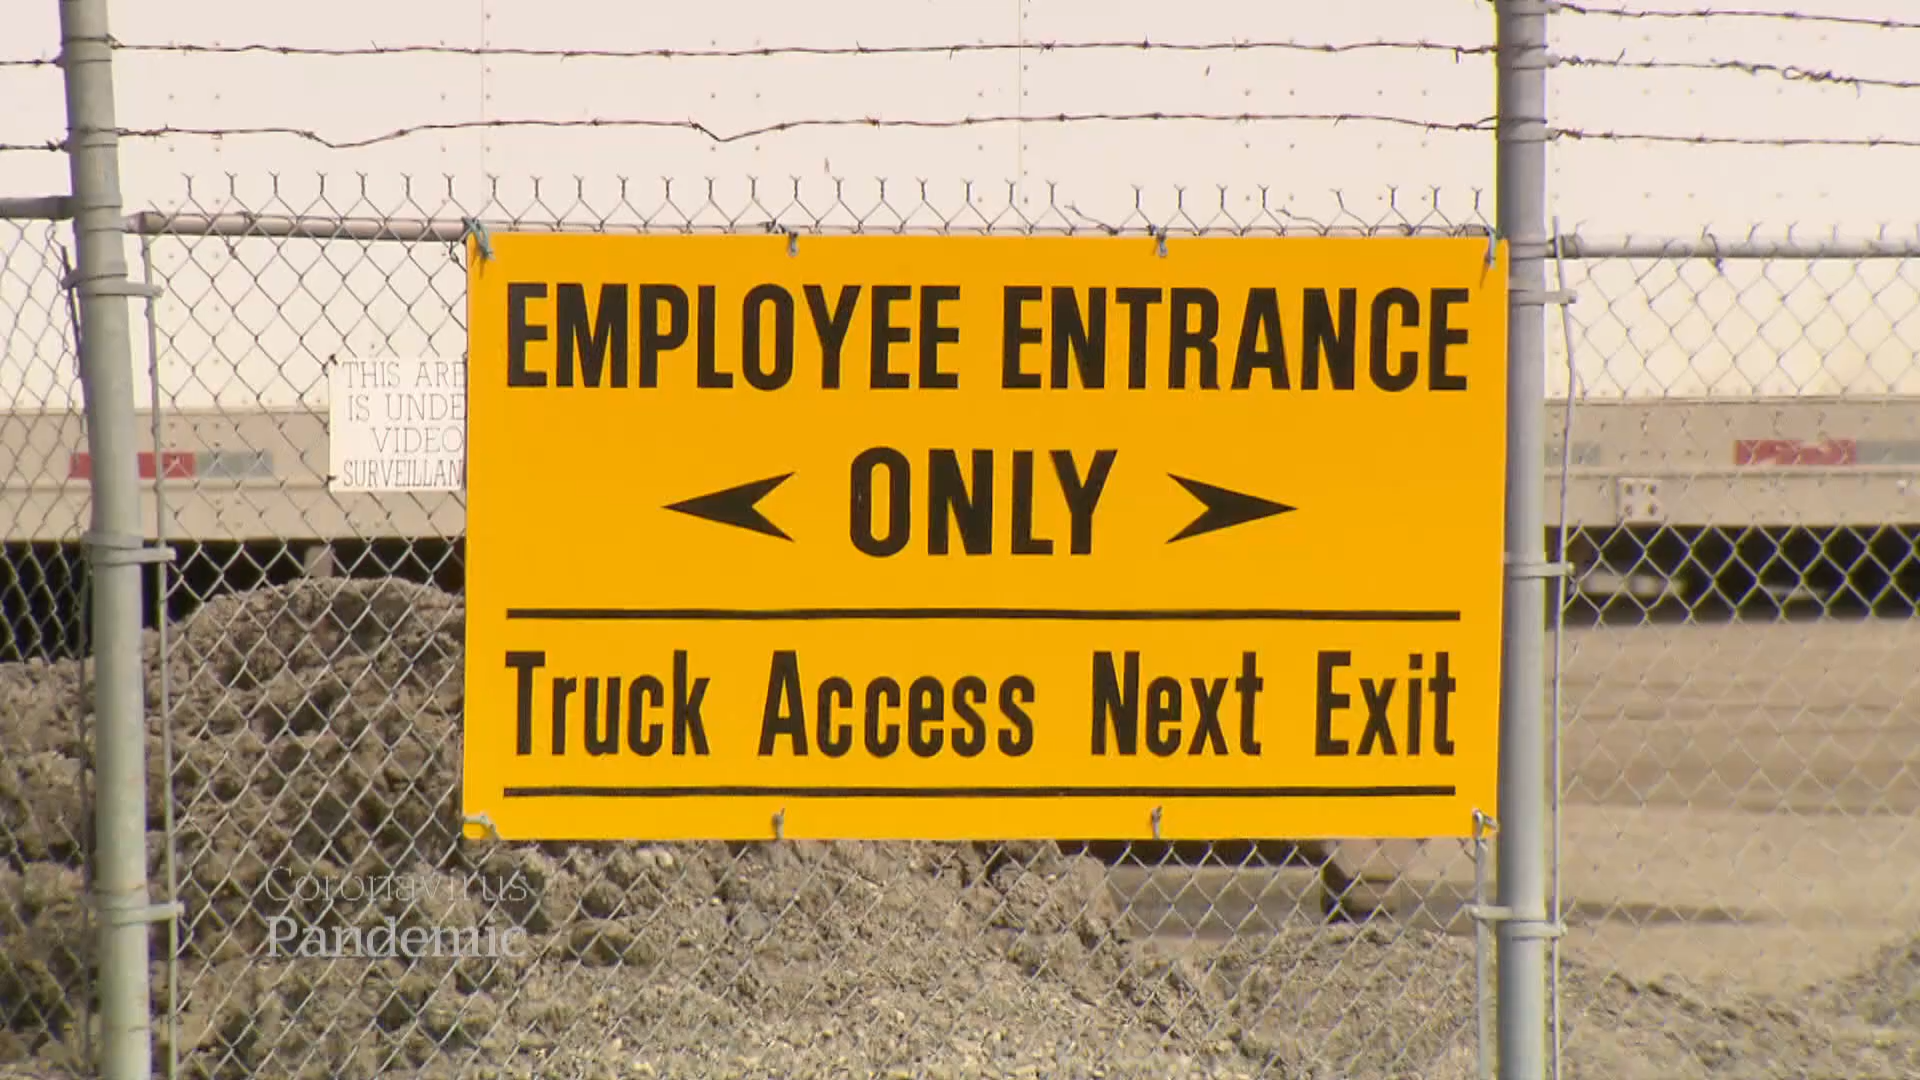 EMPLOYEE ENTRANCE
ONLY
Truck Access Next Exit
THIS ARE
IS UNDE
VIDEO
SURVEILLAN
Coronavirus
Pandemic